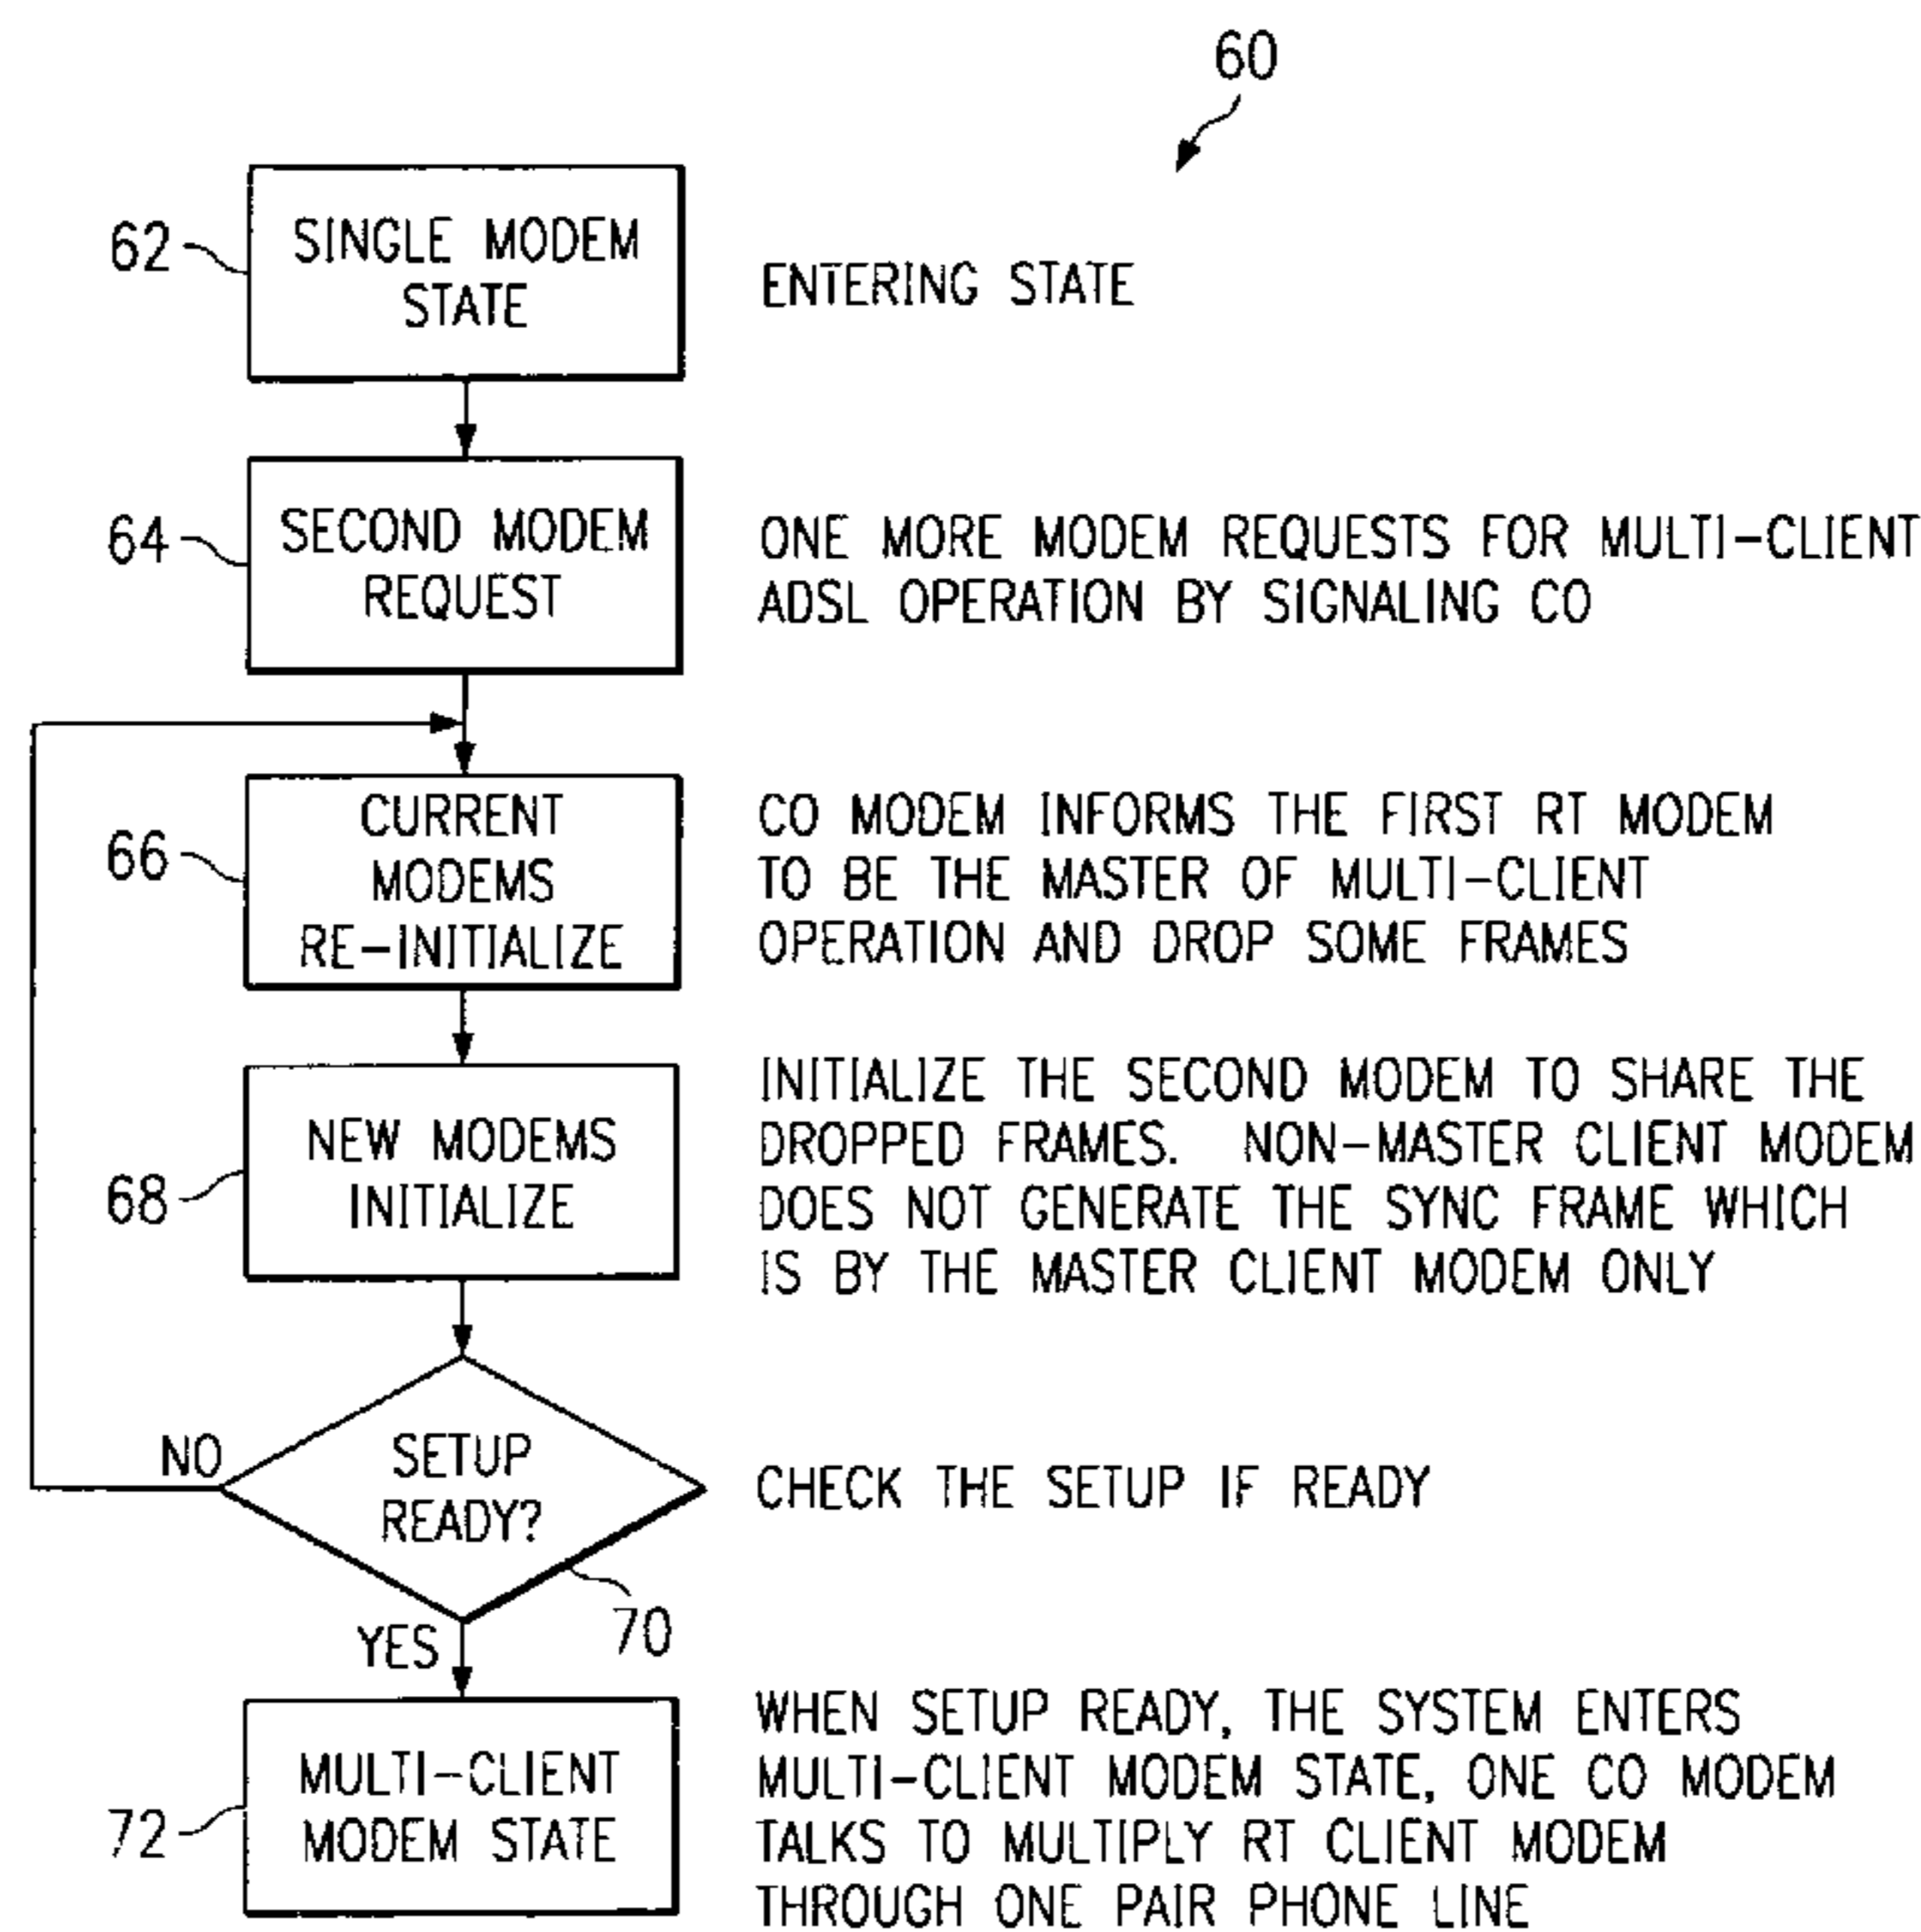 60
62
SINGLE MODEM
STATE
ENTERING STATE
64
SECOND MODEM
REQUEST
ONE MORE MODEM REQUESTS FOR MULTI-CLIENT
ADSL OPERATION BY SIGNALING CO
66
CURRENT
MODEMS
RE-INITIALIZE
CO MODEM INFORMS THE FIRST RT MODEM
TO BE THE MASTER OF MULTI-CLIENT
OPERATION AND DROP SOME FRAMES
68
NEW MODEMS
INITIALIZE
INITIALIZE THE SECOND MODEM TO SHARE THE
DROPPED FRAMES. NON-MASTER CLIENT MODEM
DOES NOT GENERATE THE SYNC FRAME WHICH
IS BY THE MASTER CLIENT MODEM ONLY
NO
SETUP
READY?
CHECK THE SETUP IF READY
70
YES
72
MULTI-CLIENT
MODEM STATE
WHEN SETUP READY, THE SYSTEM ENTERS
MULTI-CLIENT MODEM STATE, ONE CO MODEM
TALKS TO MULTIPLY RT CLIENT MODEM
THROUGH ONE PAIR PHONE LINE